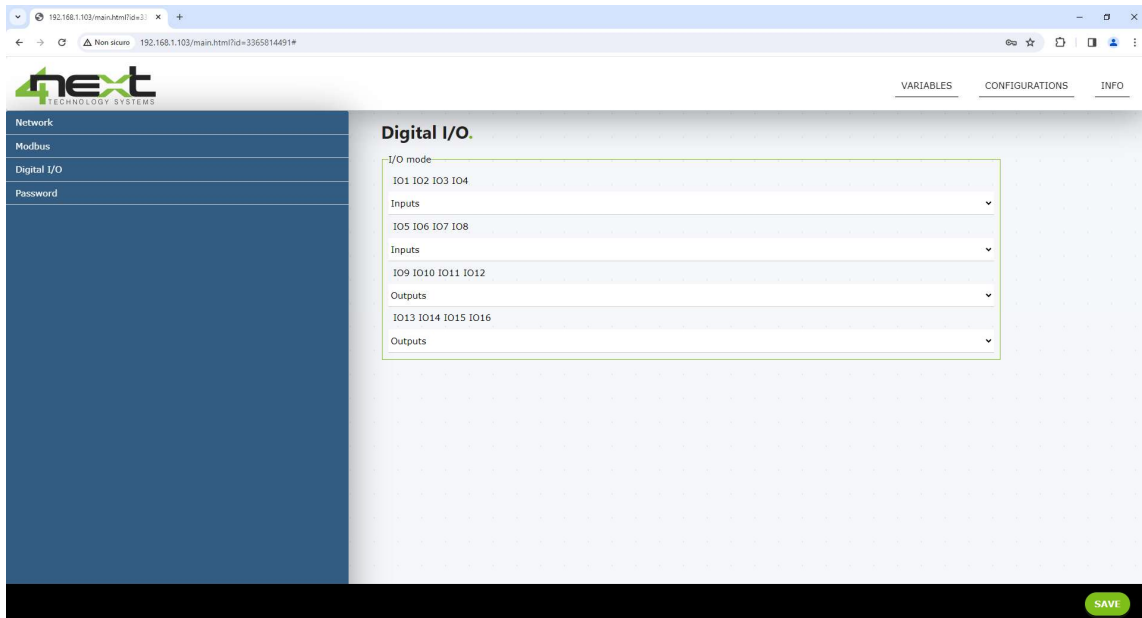 192.168.1.103/main.html?id=33
Non sicuro 192.168.1.103/main.html?id=3365814491#
4next
TECHNOLOGY SYSTEMS
VARIABLES CONFIGURATIONS INFO
Network
Modbus
Digital I/O
Password
Digital I/O.
I/O mode
IO1 IO2 IO3 IO4
Inputs
IO5 IO6 IO7 IO8
Inputs
IO9 IO10 IO11 IO12
Outputs
IO13 IO14 IO15 IO16
Outputs
SAVE